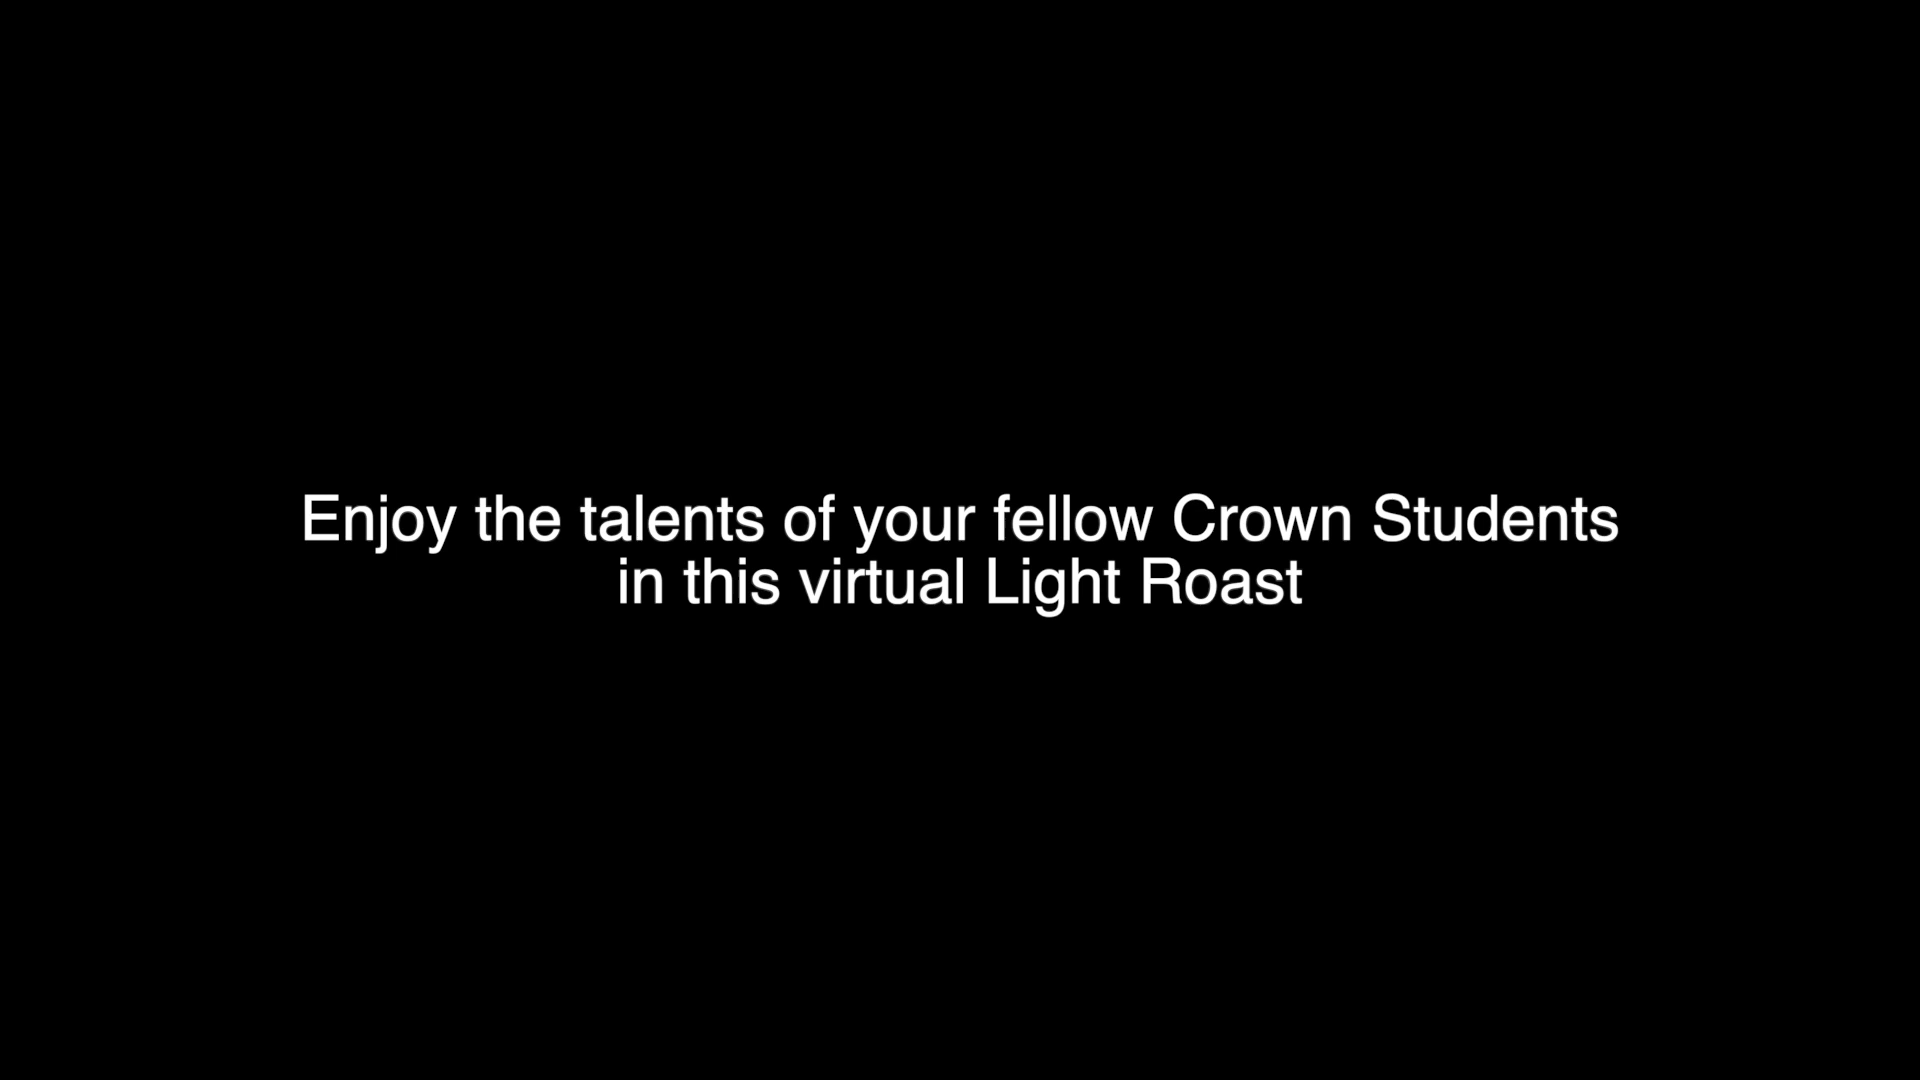 Enjoy the talents of your fellow Crown Students
in this virtual Light Roast